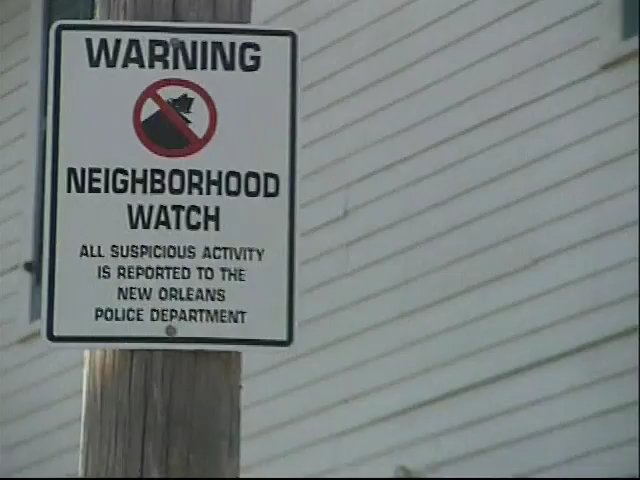 WARNING
NEIGHBORHOOD
WATCH
ALL SUSPICIOUS ACTIVITY
IS REPORTED TO THE
NEW ORLEANS
POLICE DEPARTMENT